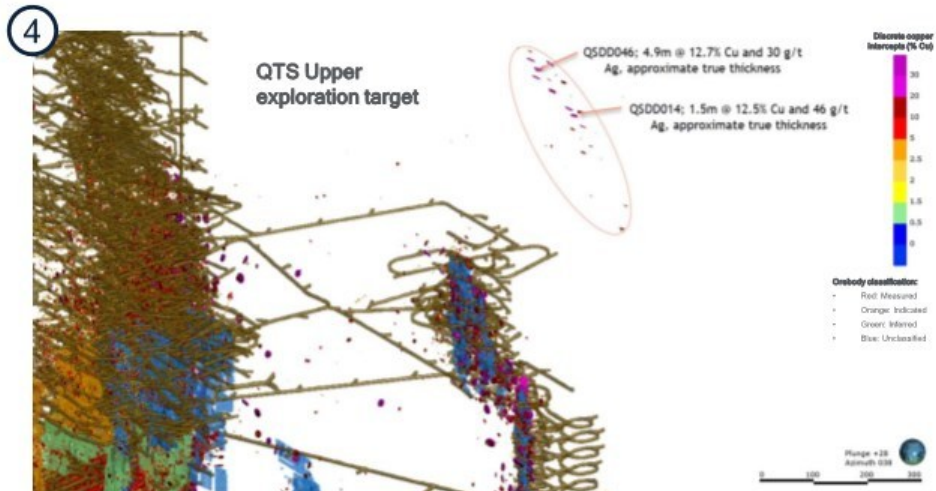 4
QTS Upper
exploration target
QSDD046; 4.9m @ 12.7% Cu and 30 g/t
Ag, approximate true thickness
QSDD014; 1.5m @ 12.5% Cu and 46 g/t
Ag, approximate true thickness
Discrete copper
Intercepts (% Cu)
30
20
10
5
2.5
2
1.5
0.5
0
Orebody classification:
• Red: Measured
• Orange: Indicated
• Green: Inferred
• Blue: Unclassified
Plunge +28
Azimuth 038
0 100 200 300